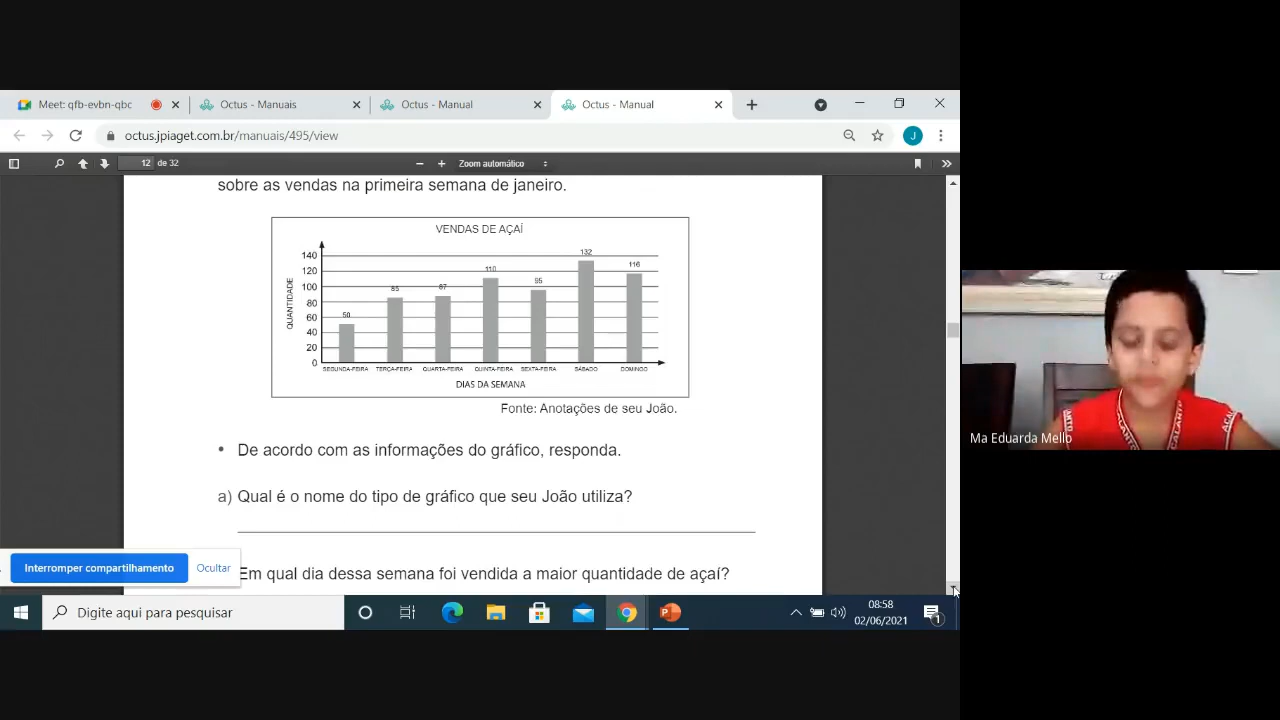 Meet: qfb-evbn-qbc
Octus - Manuais
Octus - Manual
Octus - Manual
octus.jpiaget.com.br/manuais/495/view
J
12 de 32
Zoom automático
sobre as vendas na primeira semana de janeiro.
VENDAS DE AÇAÍ
QUANTIDADE
140
120
100
80
60
40
20
0
50
85
87
110
95
132
116
SEGUNDA-FEIRA TERÇA-FEIRA QUARTA-FEIRA QUINTA-FEIRA SEXTA-FEIRA SÁBADO DOMINGO
DIAS DA SEMANA
Fonte: Anotações de seu João.
• De acordo com as informações do gráfico, responda.
a) Qual é o nome do tipo de gráfico que seu João utiliza?
Em qual dia dessa semana foi vendida a maior quantidade de açaí?
Interromper compartilhamento
Ocultar
Digite aqui para pesquisar
08:58
02/06/2021
1
Ma Eduarda Mello